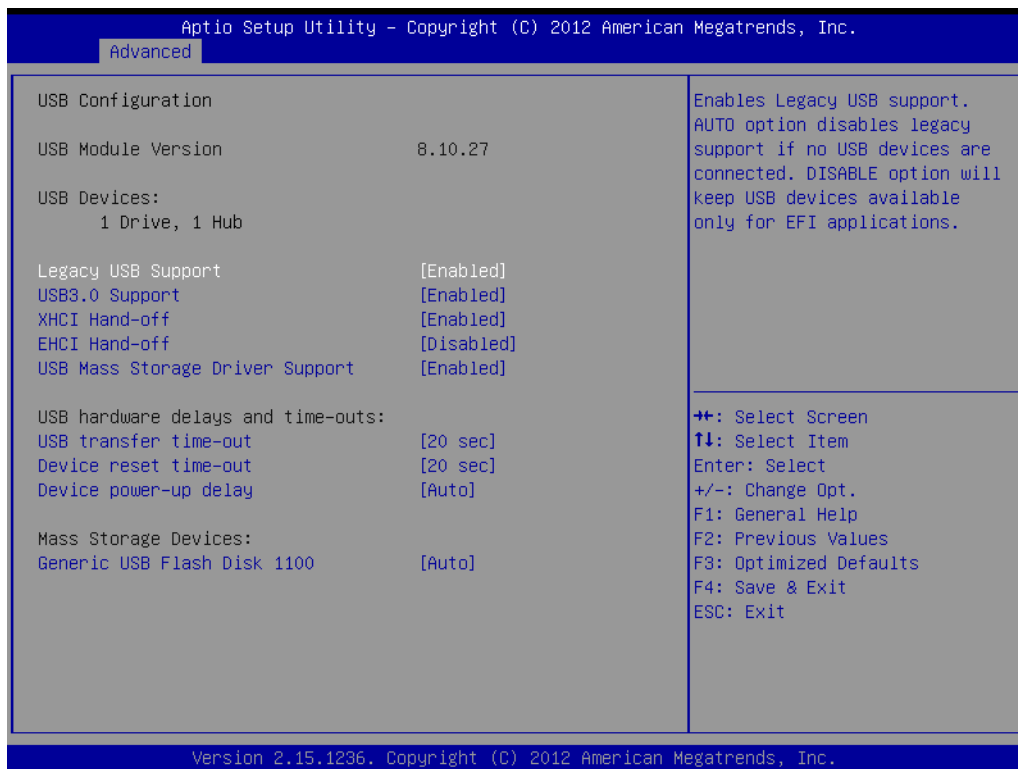 Aptio Setup Utility – Copyright (C) 2012 American Megatrends, Inc.
Advanced
USB Configuration
USB Module Version 8.10.27
USB Devices:
1 Drive, 1 Hub
Legacy USB Support [Enabled]
USB3.0 Support [Enabled]
XHCI Hand-off [Enabled]
EHCI Hand-off [Disabled]
USB Mass Storage Driver Support [Enabled]
USB hardware delays and time-outs:
USB transfer time-out [20 sec]
Device reset time-out [20 sec]
Device power-up delay [Auto]
Mass Storage Devices:
Generic USB Flash Disk 1100 [Auto]
Enables Legacy USB support.
AUTO option disables legacy
support if no USB devices are
connected. DISABLE option will
keep USB devices available
only for EFI applications.
→←: Select Screen
↑↓: Select Item
Enter: Select
+/-: Change Opt.
F1: General Help
F2: Previous Values
F3: Optimized Defaults
F4: Save & Exit
ESC: Exit
Version 2.15.1236. Copyright (C) 2012 American Megatrends, Inc.